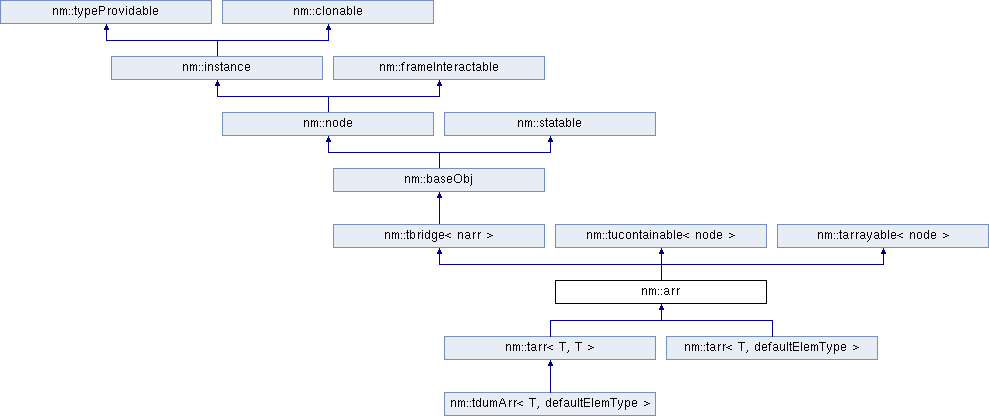 nm::typeProvidable
nm::clonable
nm::instance
nm::frameInteractable
nm::node
nm::statable
nm::baseObj
nm::tbridge< narr >
nm::tucontainable< node >
nm::tarrayable< node >
nm::arr
nm::tarr< T, T >
nm::tarr< T, defaultElemType >
nm::tdumArr< T, defaultElemType >